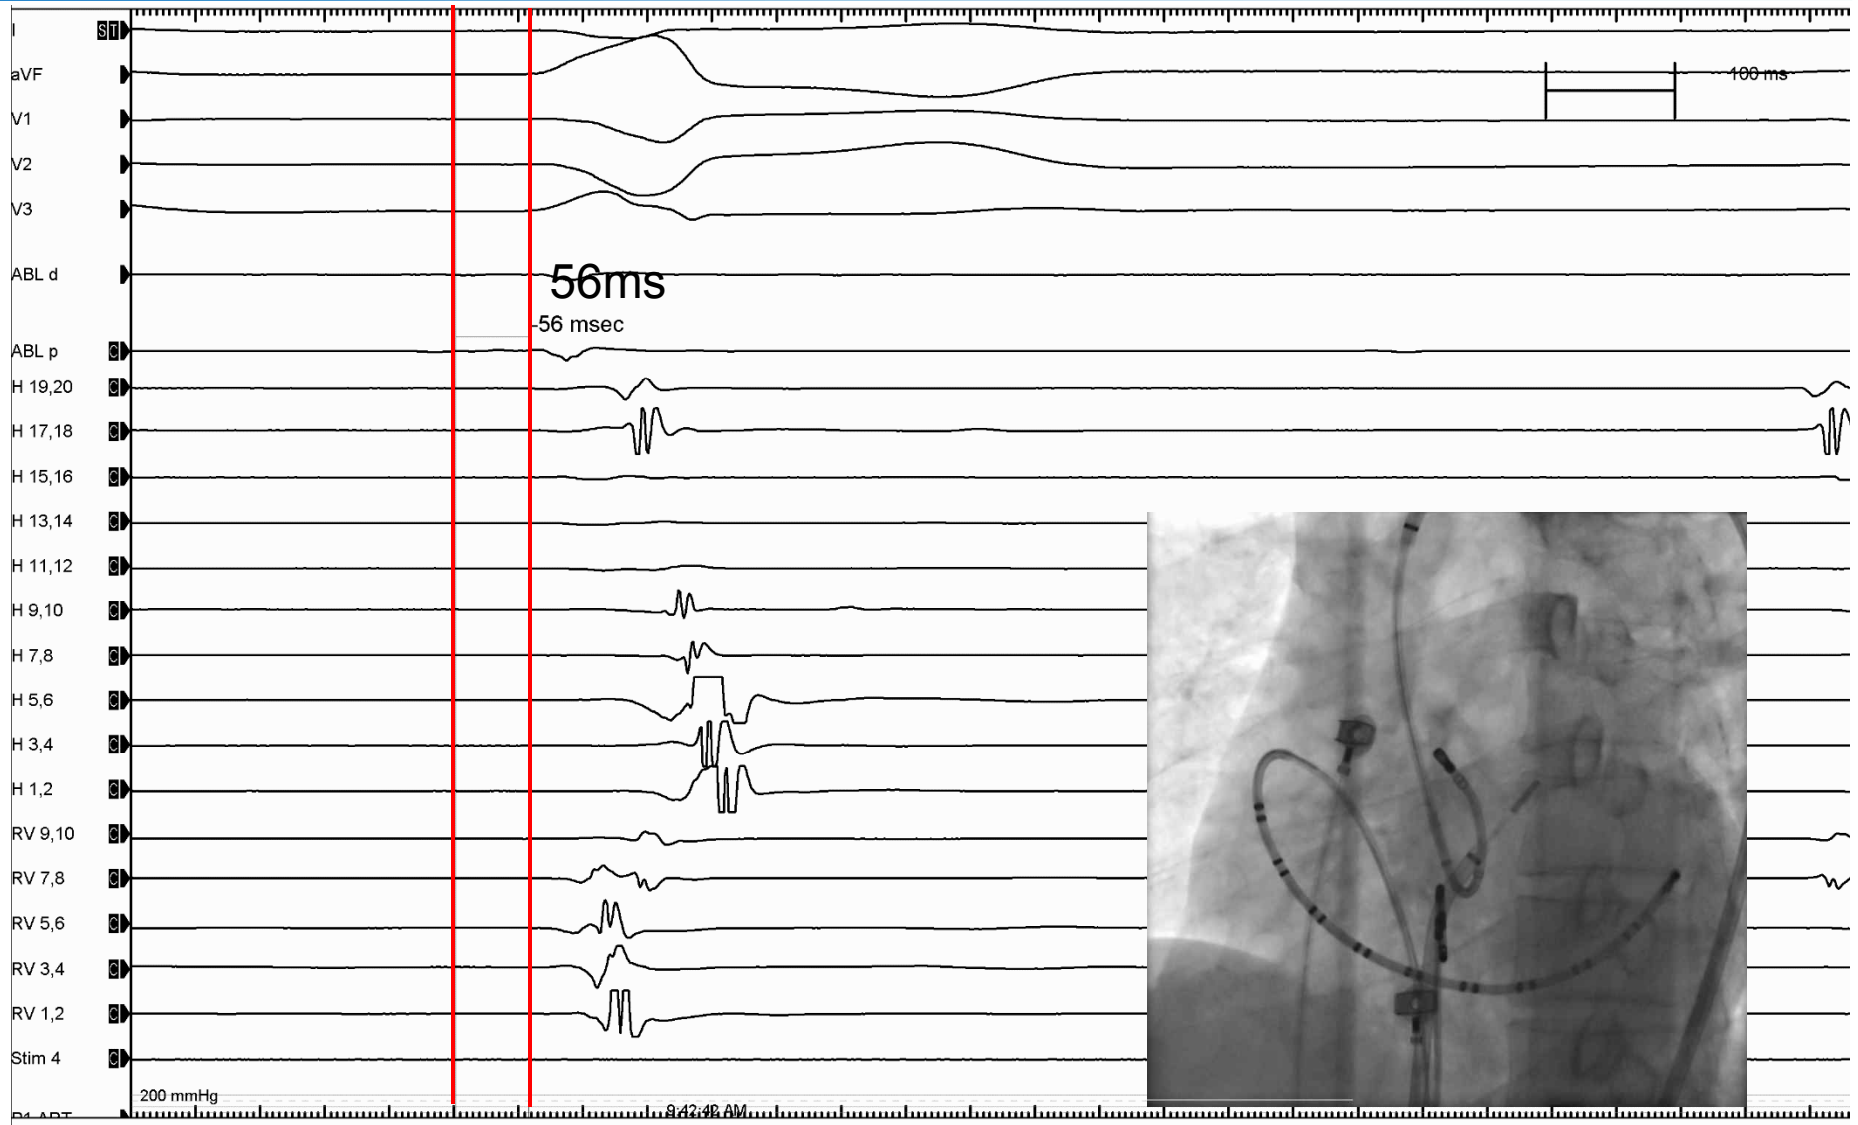 I ST
aVF
100 ms
V1
V2
V3
ABL d
56ms
-56 msec
ABL p C
H 19,20 C
H 17,18 C
H 15,16 C
H 13,14 C
H 11,12 C
H 9,10 C
H 7,8 C
H 5,6 C
H 3,4 C
H 1,2 C
RV 9,10 C
RV 7,8 C
RV 5,6 C
RV 3,4 C
RV 1,2 C
Stim 4 C
200 mmHg
9:42:42 AM